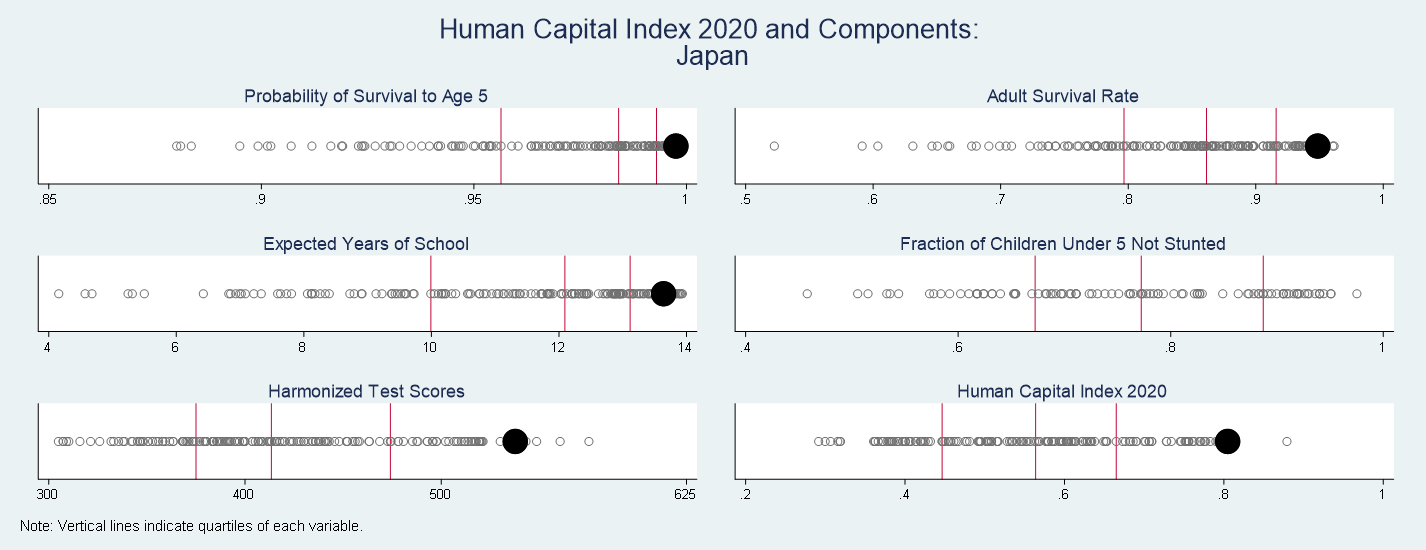 Human Capital Index 2020 and Components:
Japan
Probability of Survival to Age 5
.85 .9 .95 1
Adult Survival Rate
.5 .6 .7 .8 .9 1
Expected Years of School
4 6 8 10 12 14
Fraction of Children Under 5 Not Stunted
.4 .6 .8 1
Harmonized Test Scores
300 400 500 625
Human Capital Index 2020
.2 .4 .6 .8 1
Note: Vertical lines indicate quartiles of each variable.